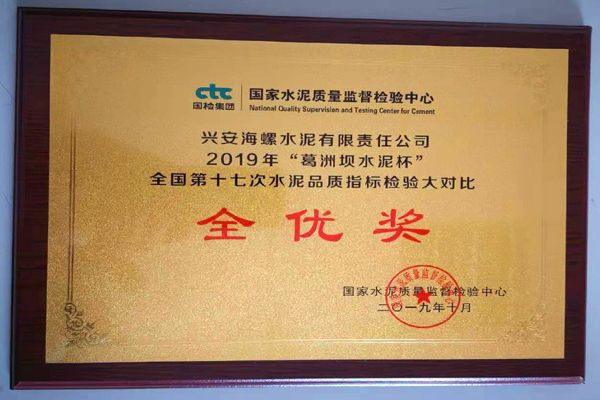 ctc
国检集团
国家水泥质量监督检验中心
National Quality Supervision and Testing Center for Cement
兴安海螺水泥有限责任公司
2019年“葛洲坝水泥杯”
全国第十七次水泥品质指标检验大对比
全优奖
国家水泥质量监督检验中心
二〇一九年十月